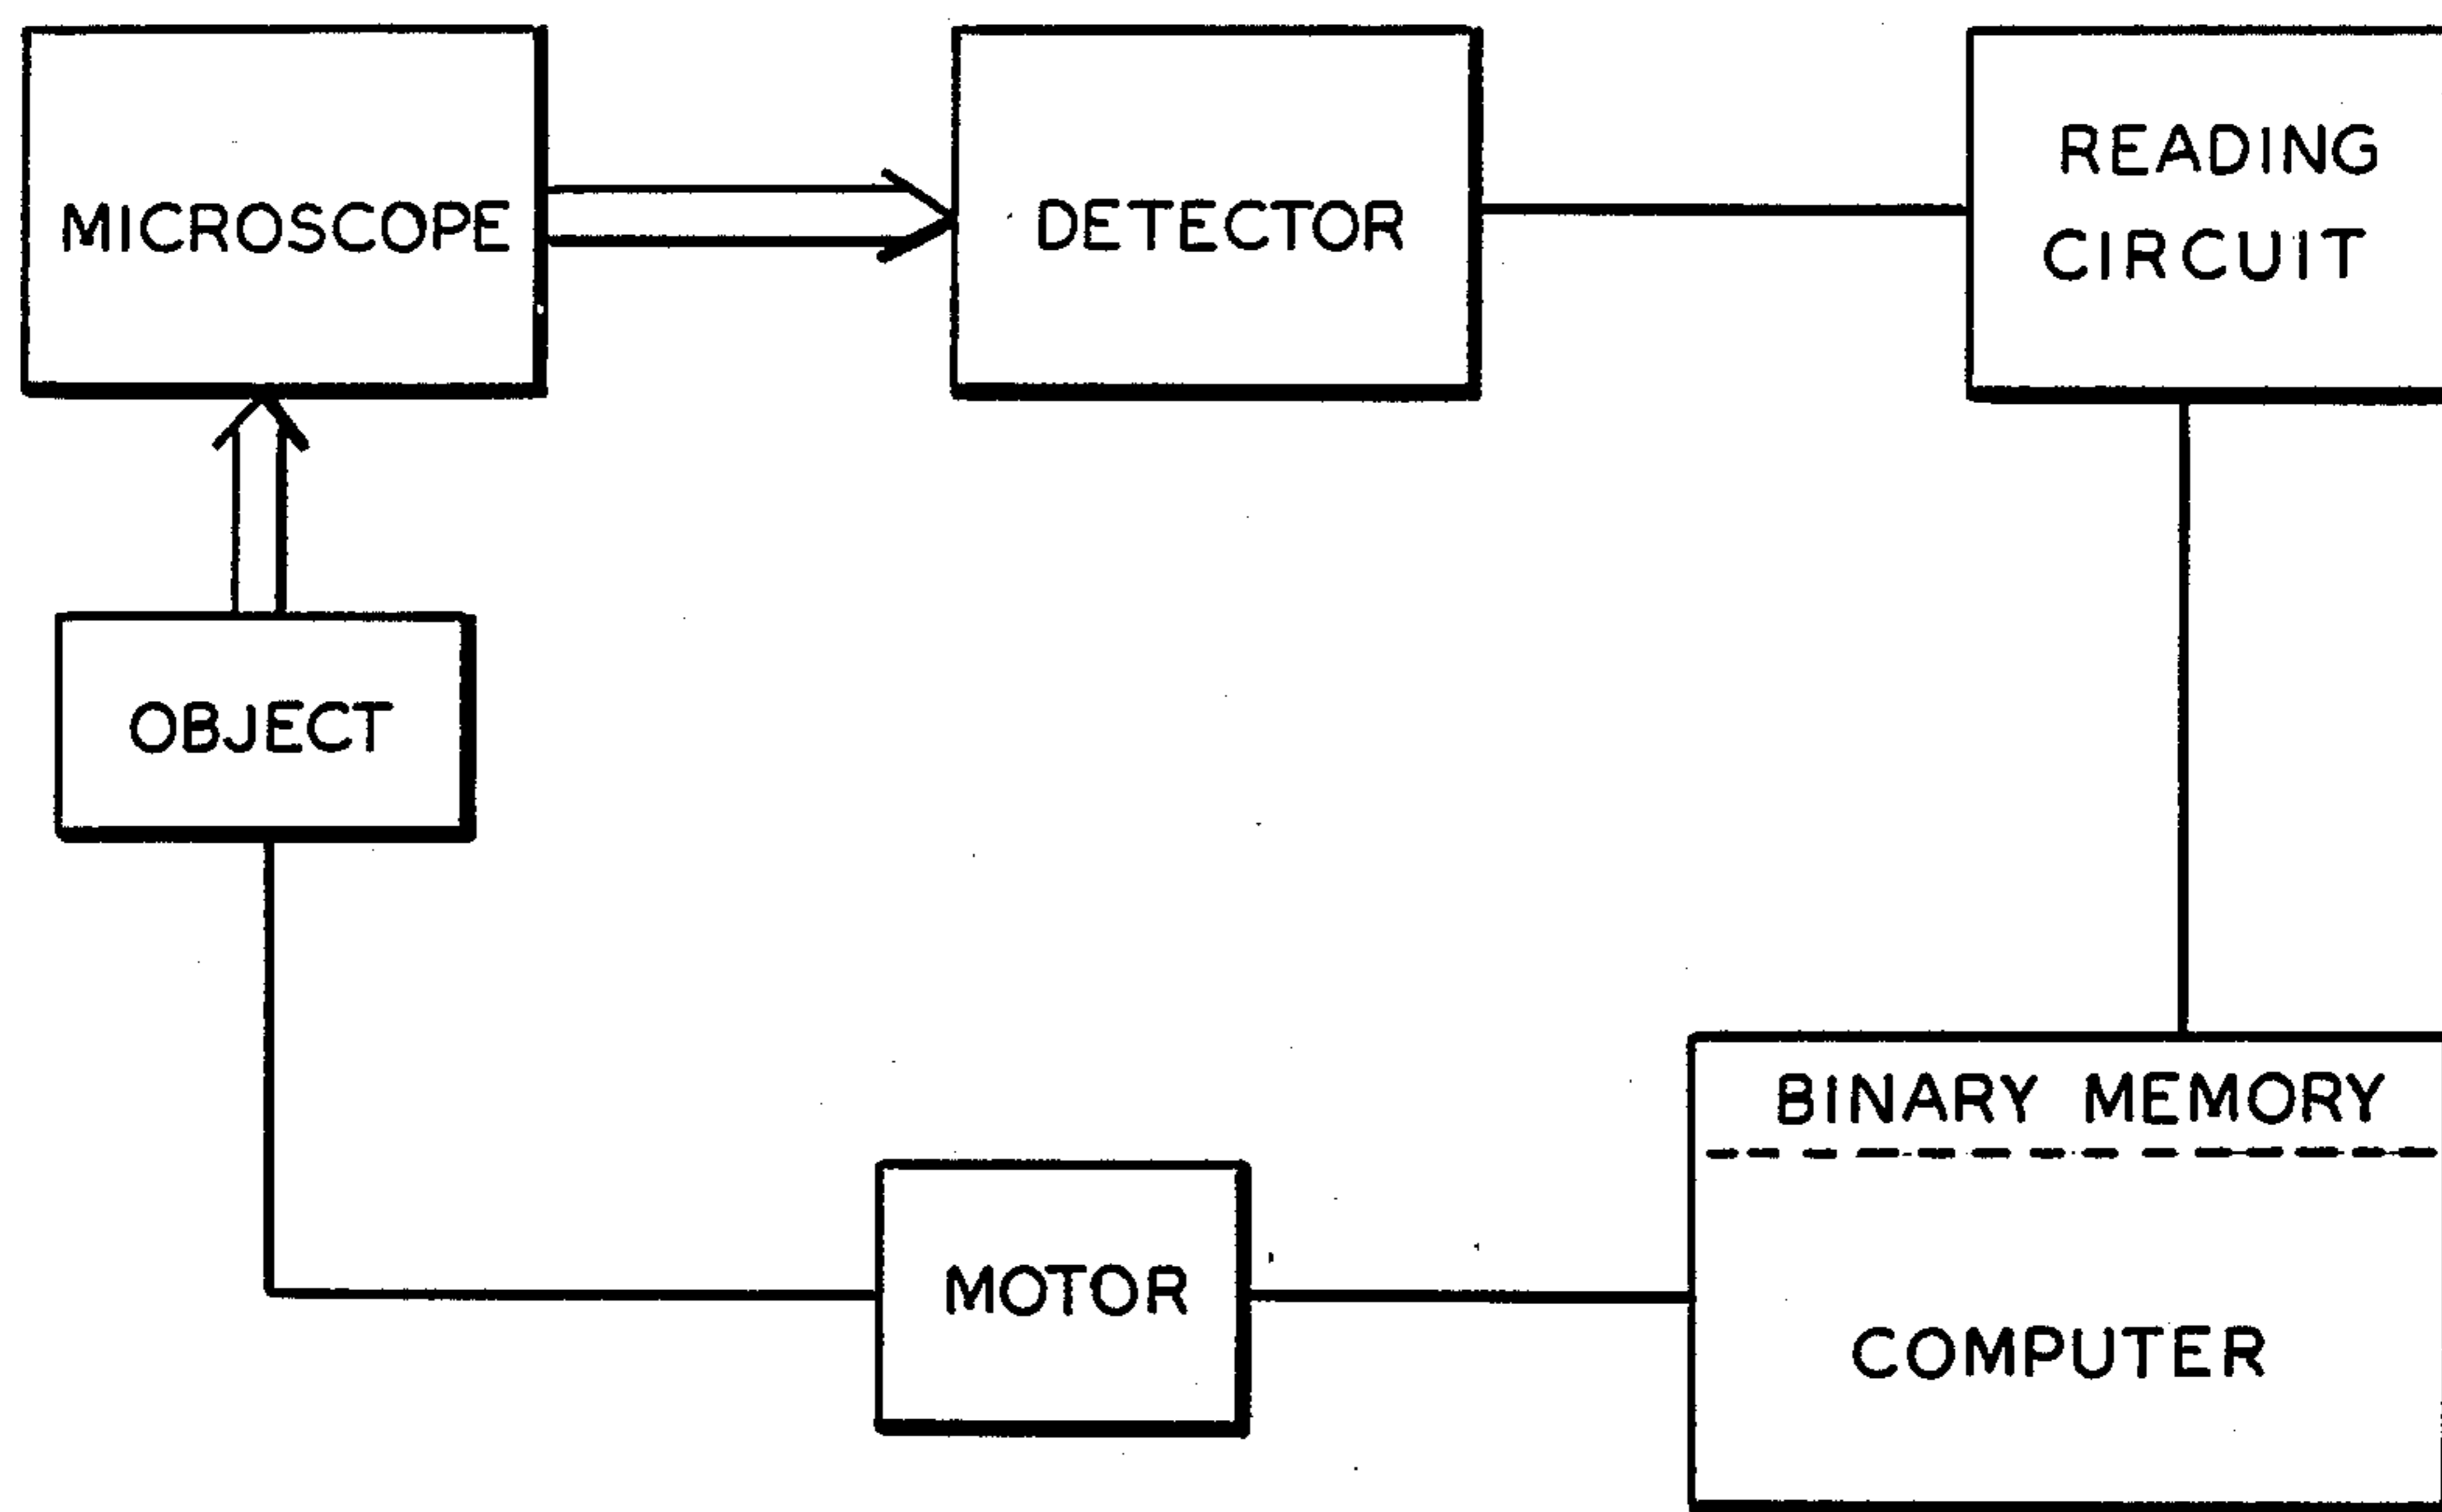 MICROSCOPE
DETECTOR
READING
CIRCUIT
OBJECT
BINARY MEMORY
MOTOR
COMPUTER